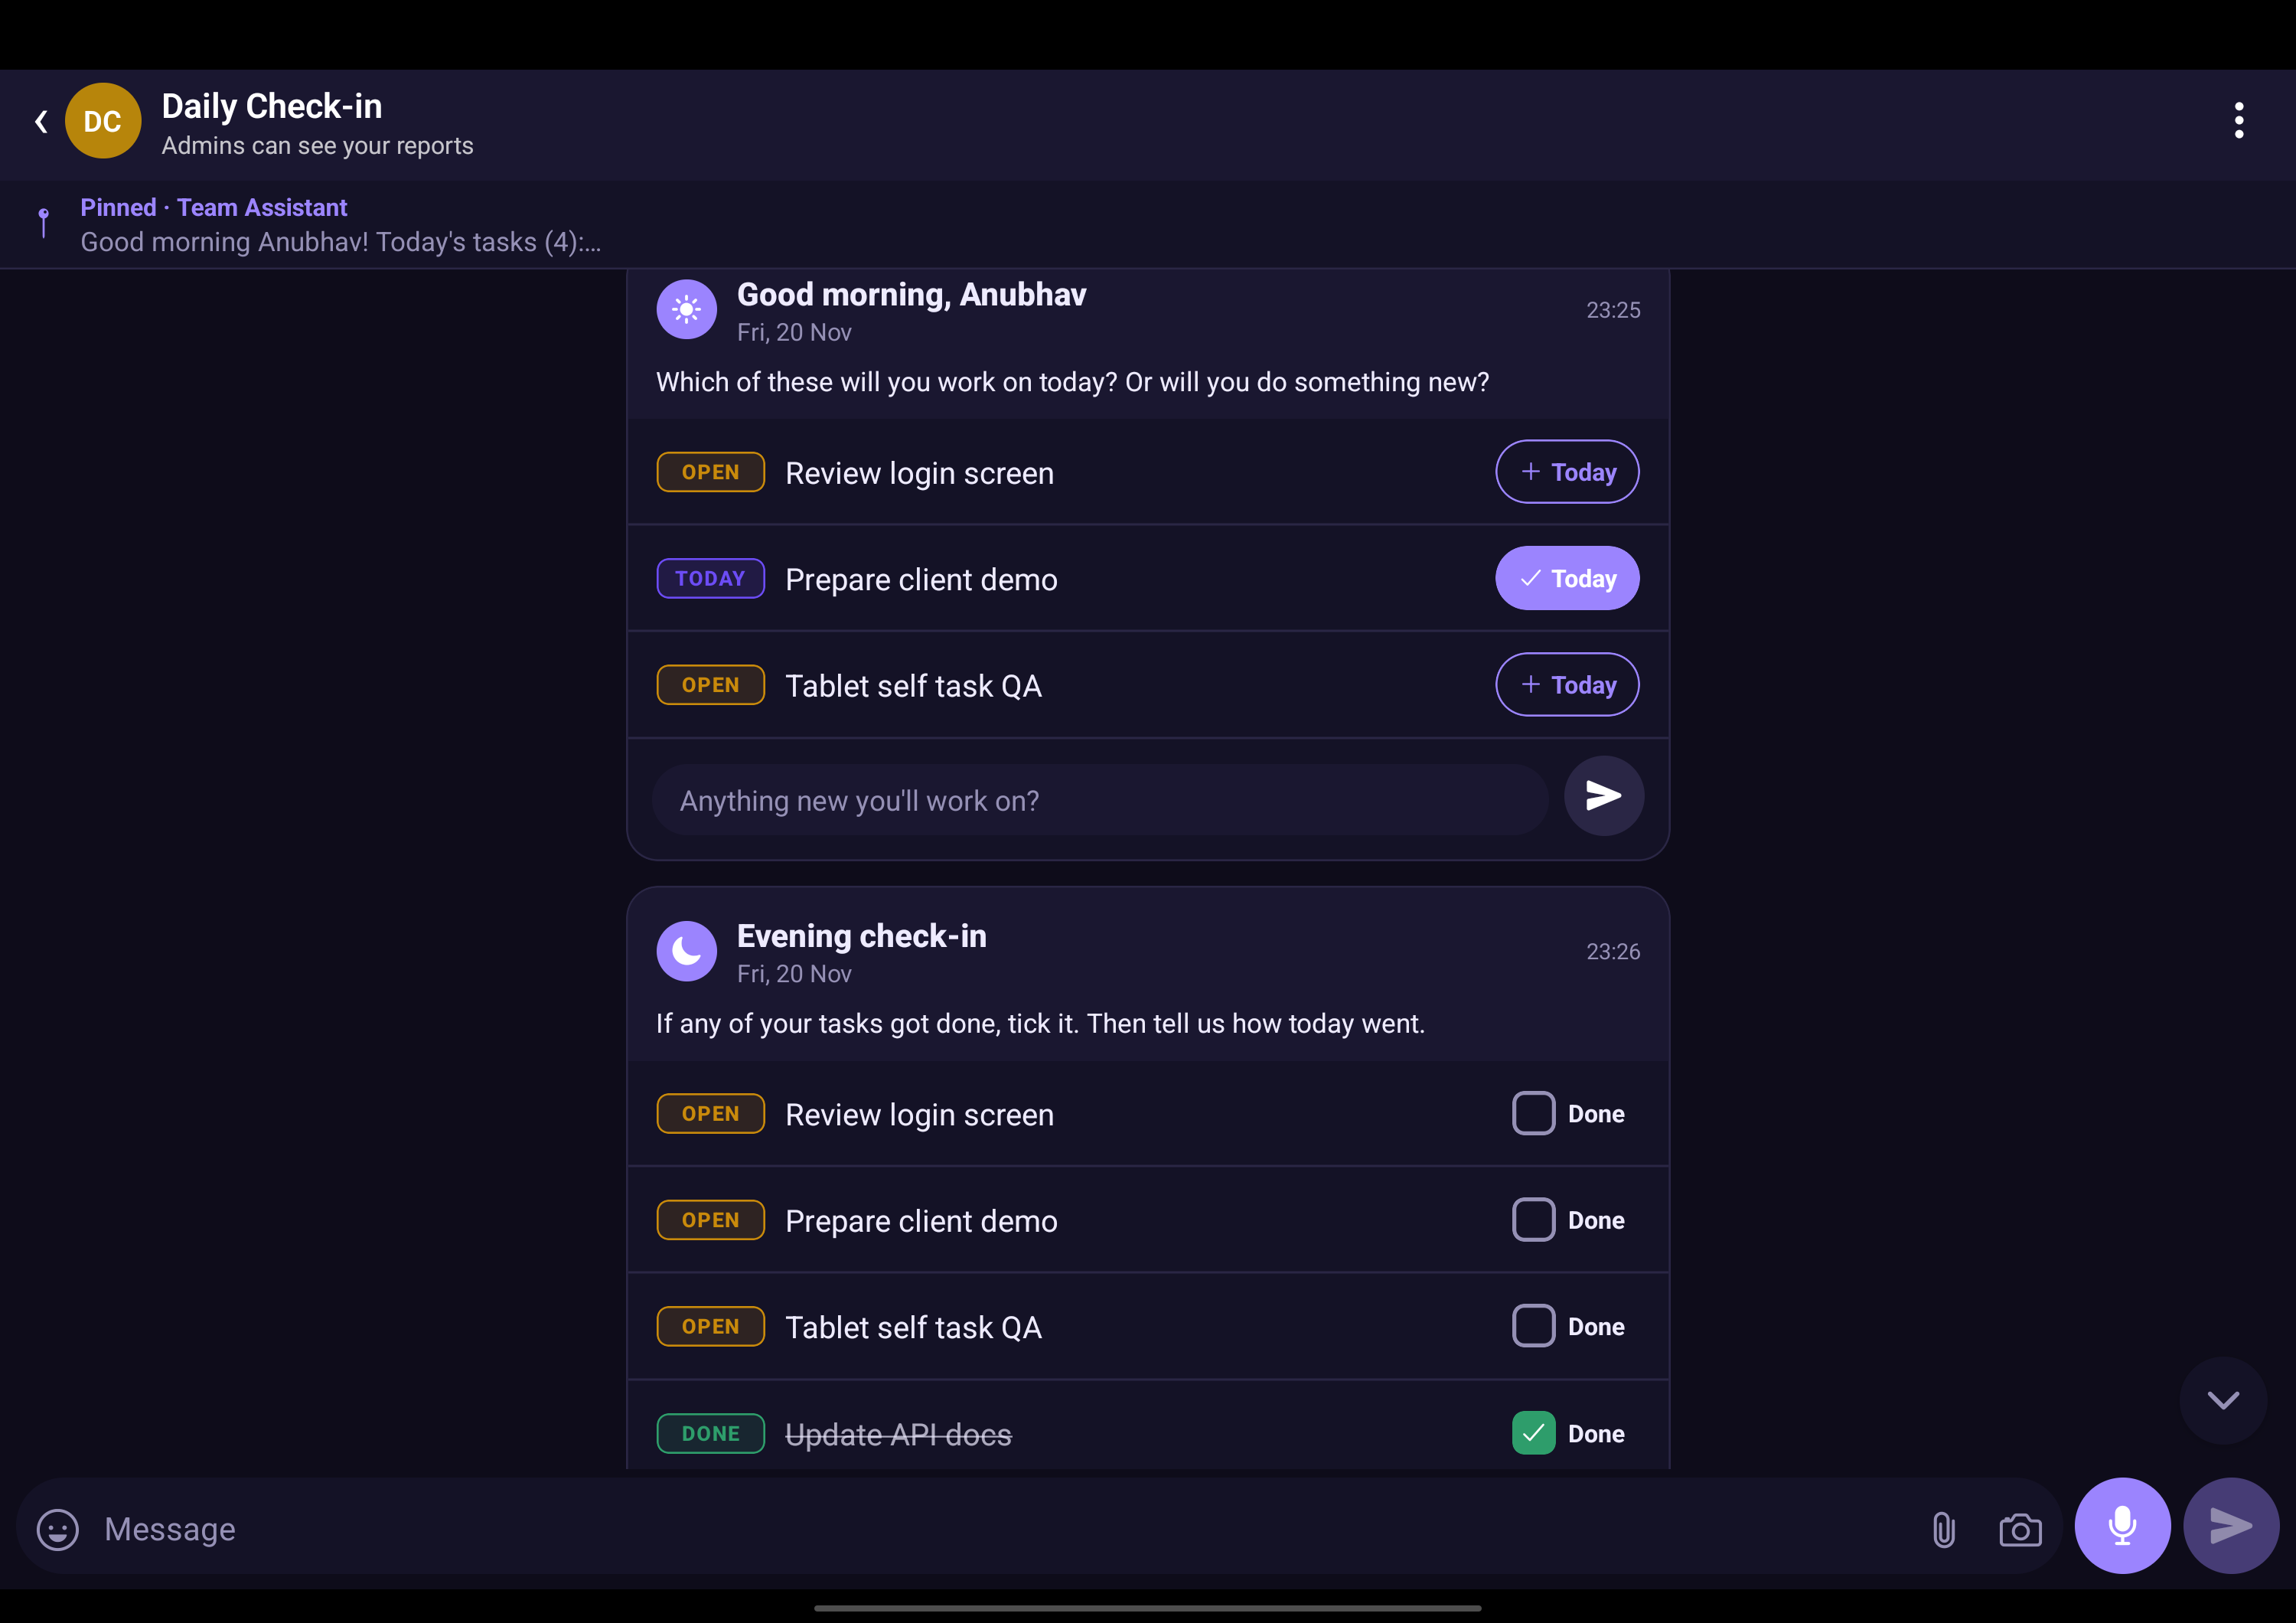 DC
Daily Check-in
Admins can see your reports
Pinned · Team Assistant
Good morning Anubhav! Today's tasks (4):...
Good morning, Anubhav
Fri, 20 Nov
23:25
Which of these will you work on today? Or will you do something new?
OPEN Review login screen + Today
TODAY Prepare client demo ✓ Today
OPEN Tablet self task QA + Today
Anything new you'll work on?
Evening check-in
Fri, 20 Nov
23:26
If any of your tasks got done, tick it. Then tell us how today went.
OPEN Review login screen Done
OPEN Prepare client demo Done
OPEN Tablet self task QA Done
DONE Update API docs Done
Message